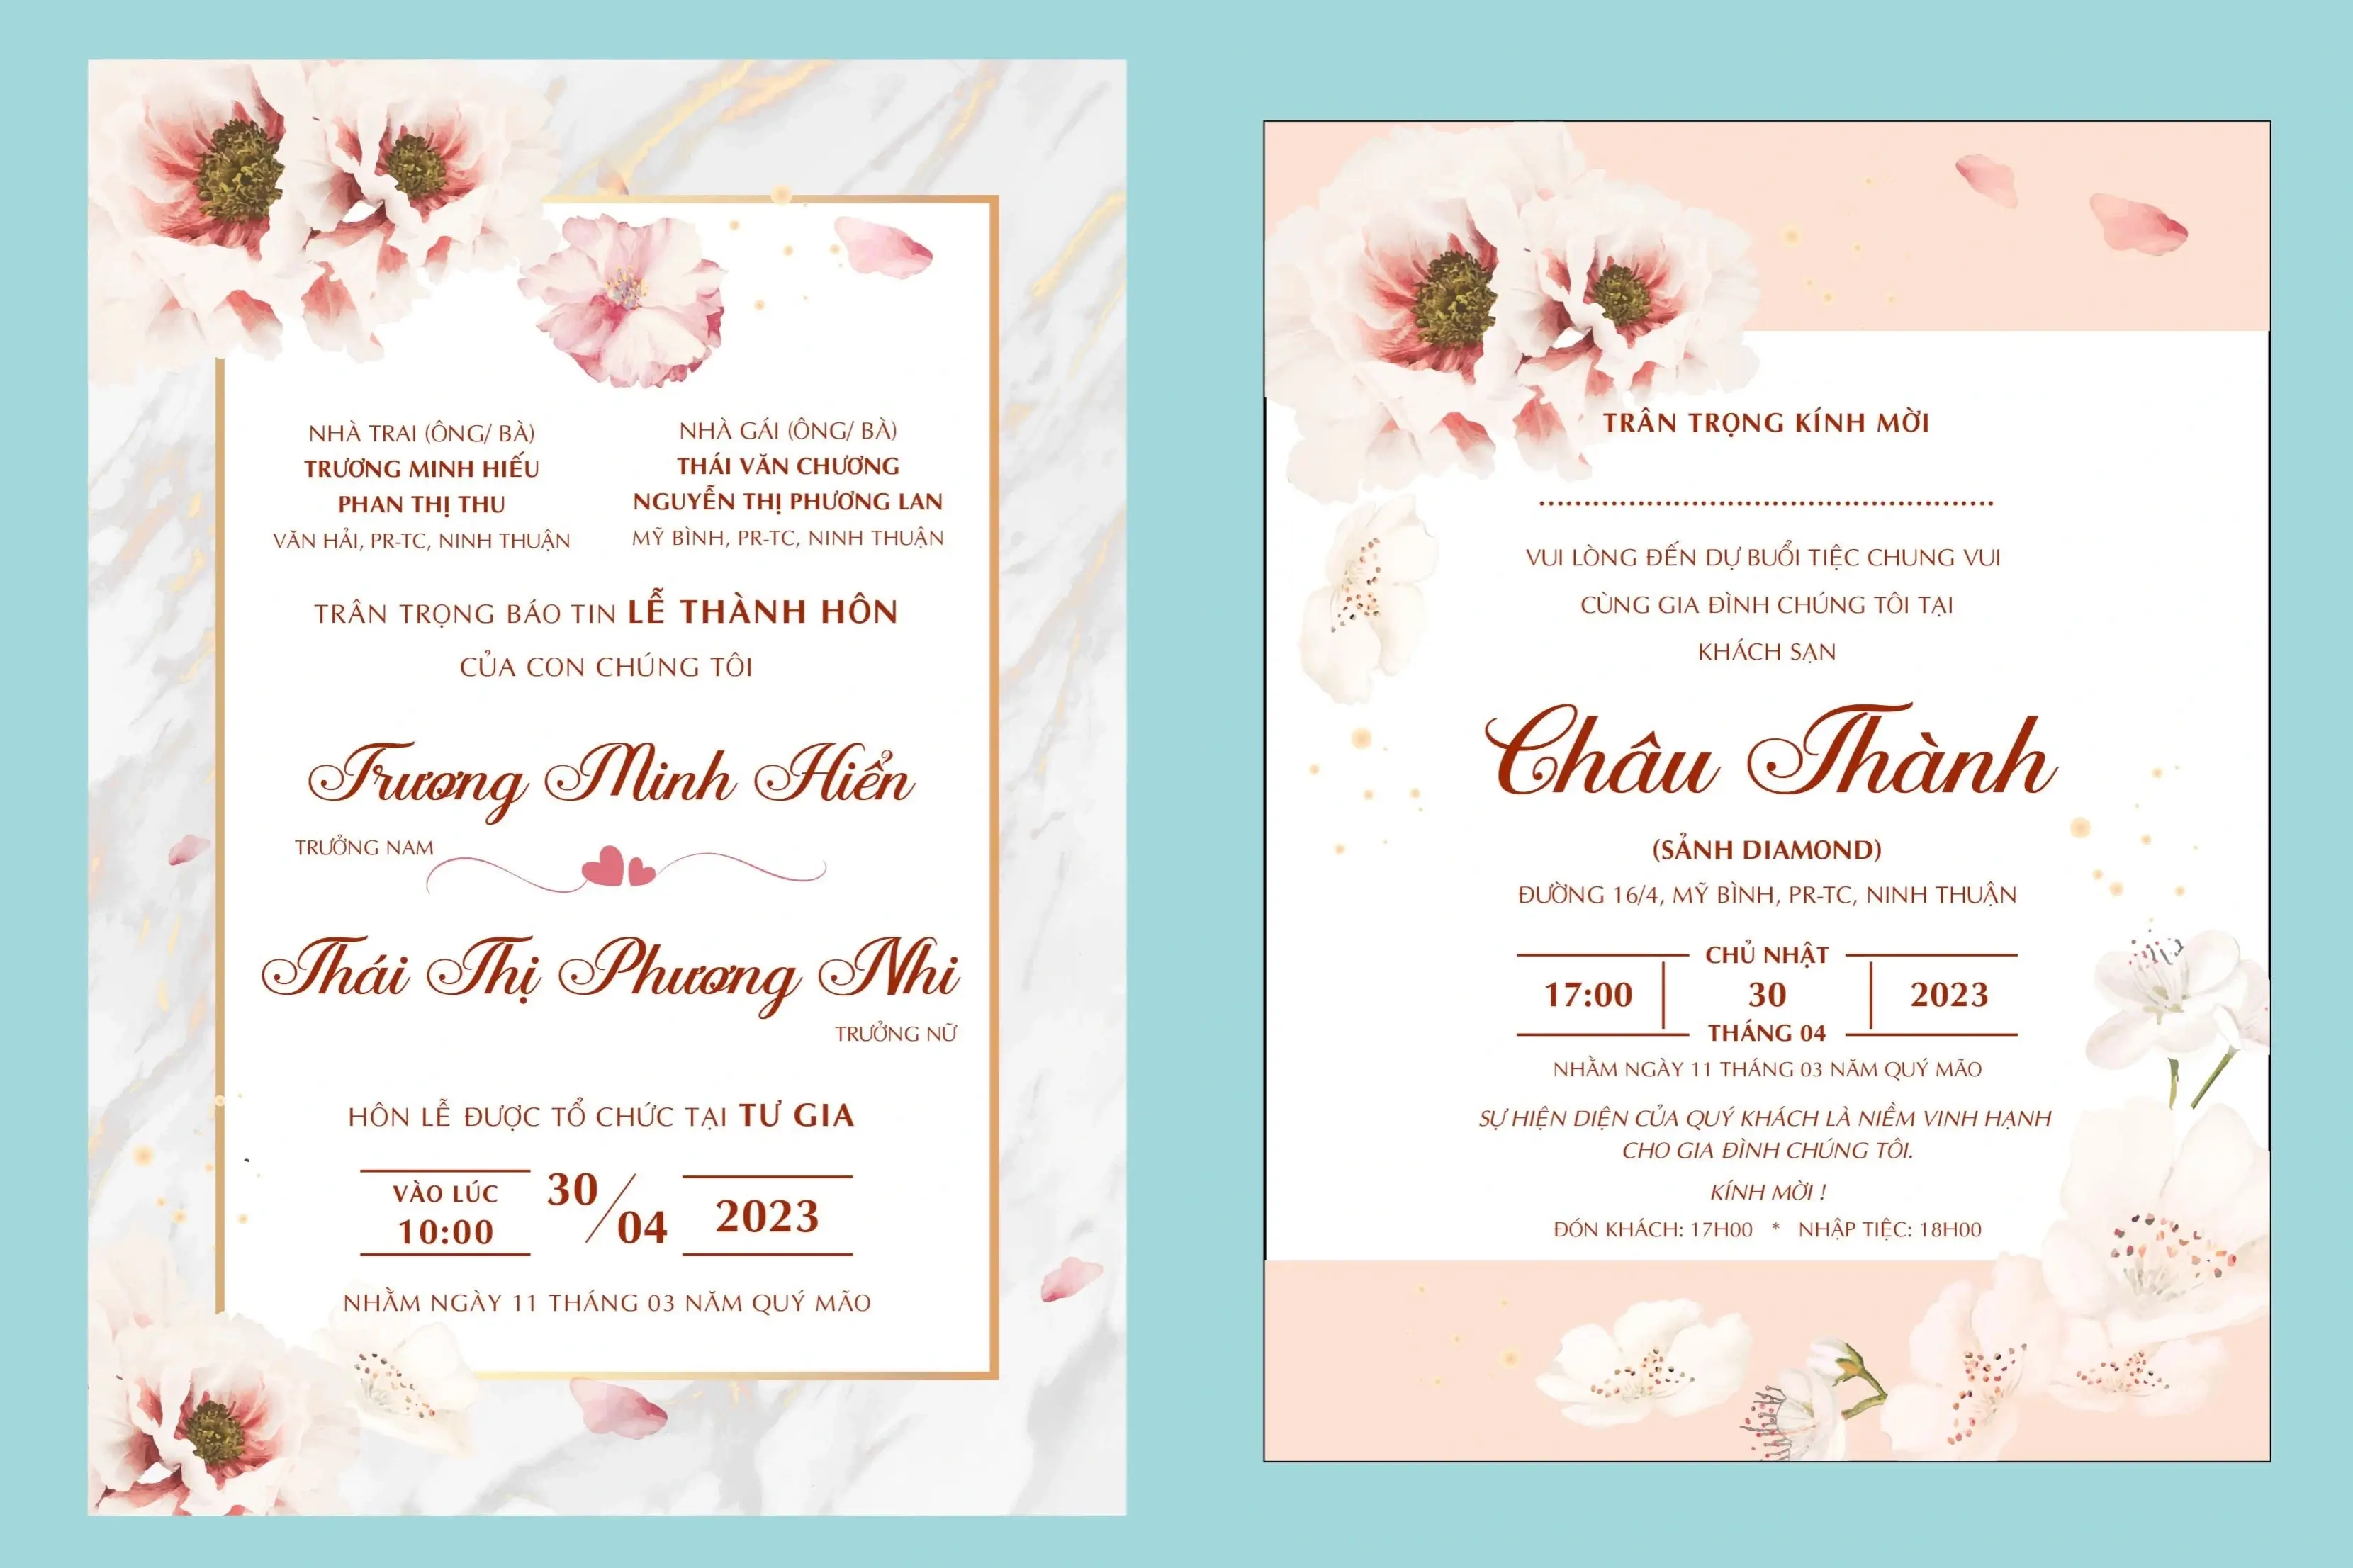 NHÀ TRAI (ÔNG/ BÀ)
TRƯƠNG MINH HIẾU
PHAN THỊ THU
VĂN HẢI, PR-TC, NINH THUẬN
NHÀ GÁI (ÔNG/ BÀ)
THÁI VĂN CHƯƠNG
NGUYỄN THỊ PHƯƠNG LAN
MỸ BÌNH, PR-TC, NINH THUẬN
TRÂN TRỌNG BÁO TIN LỄ THÀNH HÔN
CỦA CON CHÚNG TÔI
Trương Minh Hiển
TRƯỞNG NAM
Thái Thị Phương Nhi
TRƯỞNG NỮ
HÔN LỄ ĐƯỢC TỔ CHỨC TẠI TƯ GIA
VÀO LÚC
10:00
30/04
2023
NHẰM NGÀY 11 THÁNG 03 NĂM QUÝ MÃO
TRÂN TRỌNG KÍNH MỜI
....................................................
VUI LÒNG ĐẾN DỰ BUỔI TIỆC CHUNG VUI
CÙNG GIA ĐÌNH CHÚNG TÔI TẠI
KHÁCH SẠN
Châu Thành
(SẢNH DIAMOND)
ĐƯỜNG 16/4, MỸ BÌNH, PR-TC, NINH THUẬN
CHỦ NHẬT
17:00 30 2023
THÁNG 04
NHẰM NGÀY 11 THÁNG 03 NĂM QUÝ MÃO
SỰ HIỆN DIỆN CỦA QUÝ KHÁCH LÀ NIỀM VINH HẠNH
CHO GIA ĐÌNH CHÚNG TÔI.
KÍNH MỜI !
ĐÓN KHÁCH: 17H00 * NHẬP TIỆC: 18H00